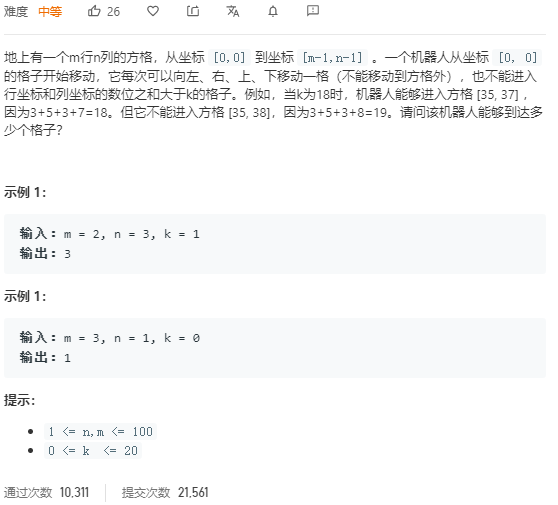 难度 中等 26
地上有一个m行n列的方格，从坐标 [0,0] 到坐标 [m-1,n-1] 。一个机器人从坐标 [0, 0]
的格子开始移动，它每次可以向左、右、上、下移动一格（不能移动到方格外），也不能进入
行坐标和列坐标的数位之和大于k的格子。例如，当k为18时，机器人能够进入方格 [35, 37] ，
因为3+5+3+7=18。但它不能进入方格 [35, 38]，因为3+5+3+8=19。请问该机器人能够到达多
少个格子？
示例 1：
输入：m = 2, n = 3, k = 1
输出：3
示例 1：
输入：m = 3, n = 1, k = 0
输出：1
提示：
1 <= n,m <= 100
0 <= k <= 20
通过次数 10,311 提交次数 21,561